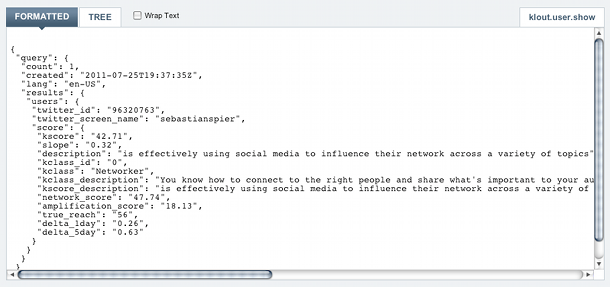 FORMATTED TREE Wrap Text klout.user.show
{
"query": {
"count": 1,
"created": "2011-07-25T19:37:35Z",
"lang": "en-US",
"results": {
"users": {
"twitter_id": "96320763",
"twitter_screen_name": "sebastianspier",
"score": {
"kscore": "42.71",
"slope": "0.32",
"description": "is effectively using social media to influence their network across a variety of topics"
"kclass_id": "0",
"kclass": "Networker",
"kclass_description": "You know how to connect to the right people and share what's important to your au
"kscore_description": "is effectively using social media to influence their network across a variety of
"network_score": "47.74",
"amplification_score": "18.13",
"true_reach": "56",
"delta_1day": "0.26",
"delta_5day": "0.63"
}
}
}
}